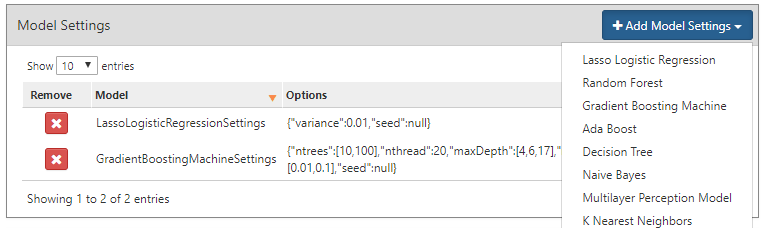 Model Settings
+ Add Model Settings
Lasso Logistic Regression
Random Forest
Gradient Boosting Machine
Ada Boost
Decision Tree
Naive Bayes
Multilayer Perception Model
K Nearest Neighbors
Show 10 entries
Remove Model Options
LassoLogisticRegressionSettings {"variance":0.01,"seed":null}
GradientBoostingMachineSettings {"ntrees":[10,100],"nthread":20,"maxDepth":[4,6,17],"
[0.01,0.1],"seed":null}
Showing 1 to 2 of 2 entries